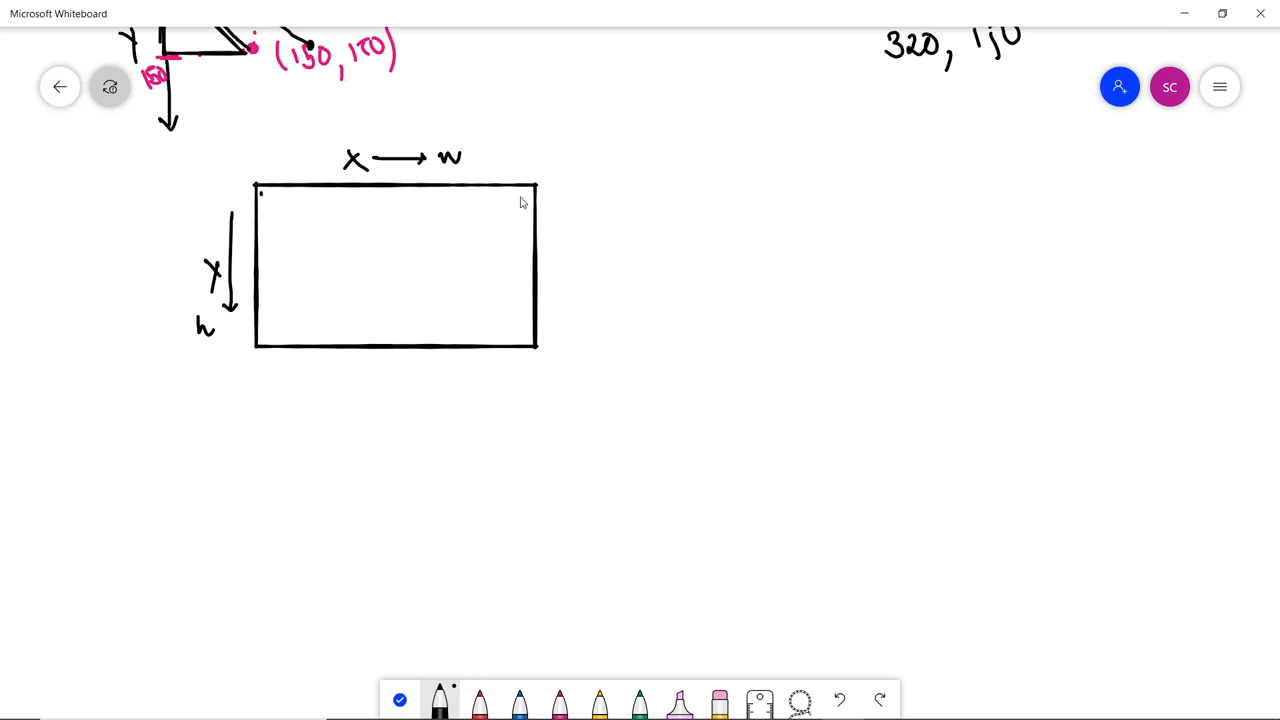 Microsoft Whiteboard
Y
(150, 150)
150
320,
SC
X → w
Y
h